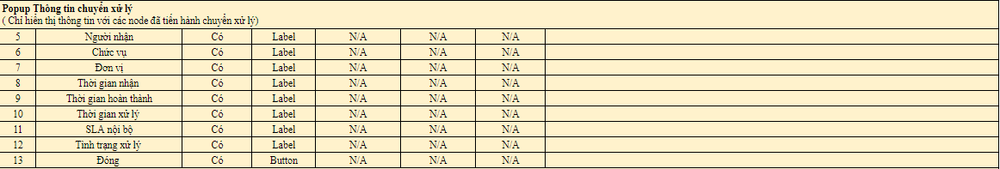 Popup Thông tin chuyển xử lý
( Chỉ hiển thị thông tin với các node đã tiến hành chuyển xử lý)
5 Người nhận Có Label N/A N/A N/A
6 Chức vụ Có Label N/A N/A N/A
7 Đơn vị Có Label N/A N/A N/A
8 Thời gian nhận Có Label N/A N/A N/A
9 Thời gian hoàn thành Có Label N/A N/A N/A
10 Thời gian xử lý Có Label N/A N/A N/A
11 SLA nội bộ Có Label N/A N/A N/A
12 Tình trạng xử lý Có Label N/A N/A N/A
13 Đóng Có Button N/A N/A N/A